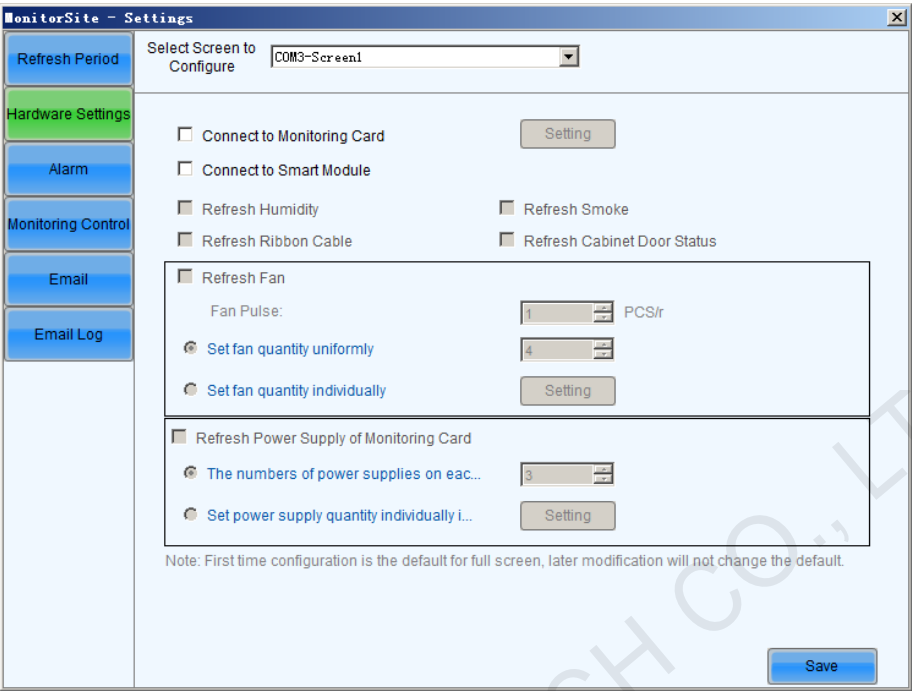 MonitorSite - Settings
Refresh Period
Hardware Settings
Alarm
Monitoring Control
Email
Email Log
Select Screen to
Configure
COM3-Screen1
Connect to Monitoring Card
Setting
Connect to Smart Module
Refresh Humidity
Refresh Smoke
Refresh Ribbon Cable
Refresh Cabinet Door Status
Refresh Fan
Fan Pulse:
1
PCS/r
Set fan quantity uniformly
4
Set fan quantity individually
Setting
Refresh Power Supply of Monitoring Card
The numbers of power supplies on eac...
3
Set power supply quantity individually i...
Setting
Note: First time configuration is the default for full screen, later modification will not change the default.
Save
CO.,